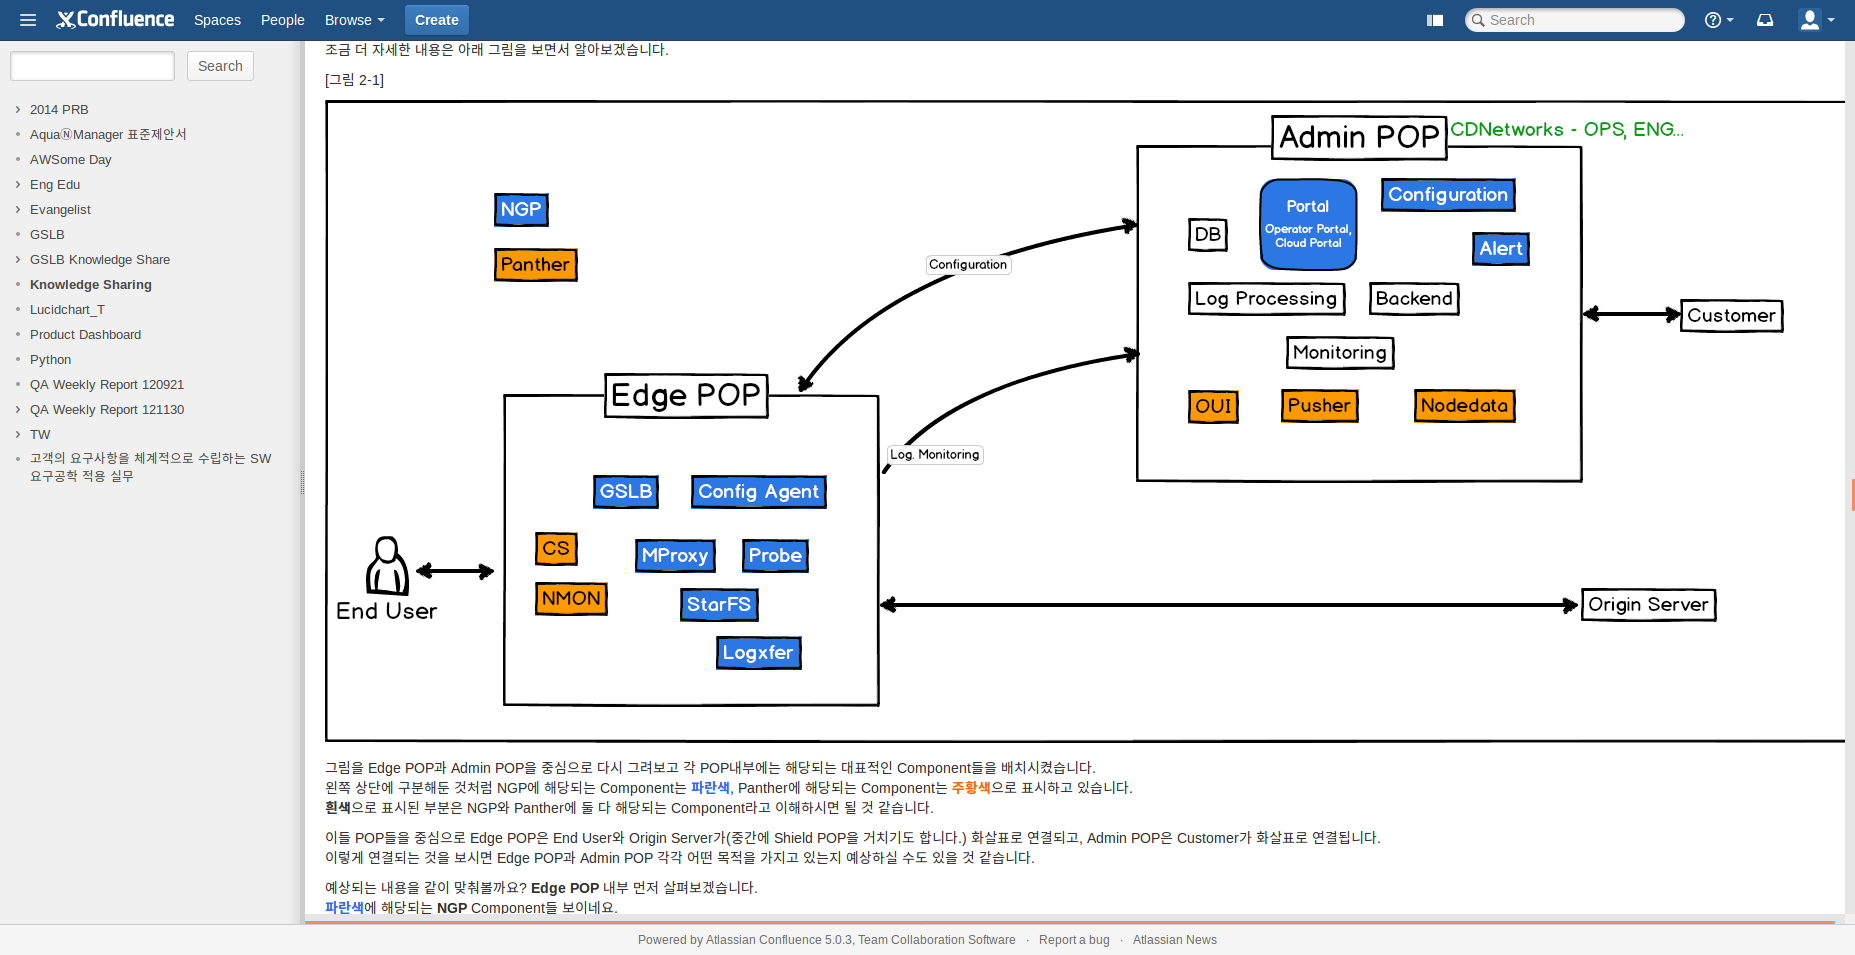 Confluence Spaces People Browse Create Search
Search
2014 PRB
AquaⓃManager 표준제안서
AWSome Day
Eng Edu
Evangelist
GSLB
GSLB Knowledge Share
Knowledge Sharing
Lucidchart_T
Product Dashboard
Python
QA Weekly Report 120921
QA Weekly Report 121130
TW
고객의 요구사항을 체계적으로 수립하는 SW
요구공학 적용 실무
조금 더 자세한 내용은 아래 그림을 보면서 알아보겠습니다.
[그림 2-1]
Admin POP
CDNetworks - OPS, ENG...
NGP
Panther
Portal
Operator Portal,
Cloud Portal
Configuration
DB
Alert
Configuration
Log Processing
Backend
Customer
Monitoring
Edge POP
OUI
Pusher
Nodedata
Log. Monitoring
GSLB
Config Agent
CS
MProxy
Probe
NMON
StarFS
Logxfer
End User
Origin Server
그림을 Edge POP과 Admin POP을 중심으로 다시 그려보고 각 POP내부에는 해당되는 대표적인 Component들을 배치시켰습니다.
왼쪽 상단에 구분해둔 것처럼 NGP에 해당되는 Component는 파란색, Panther에 해당되는 Component는 주황색으로 표시하고 있습니다.
흰색으로 표시된 부분은 NGP와 Panther에 둘 다 해당되는 Component라고 이해하시면 될 것 같습니다.
이들 POP들을 중심으로 Edge POP은 End User와 Origin Server가(중간에 Shield POP을 거치기도 합니다.) 화살표로 연결되고, Admin POP은 Customer가 화살표로 연결됩니다.
이렇게 연결되는 것을 보시면 Edge POP과 Admin POP 각각 어떤 목적을 가지고 있는지 예상하실 수도 있을 것 같습니다.
예상되는 내용을 같이 맞춰볼까요? Edge POP 내부 먼저 살펴보겠습니다.
파란색에 해당되는 NGP Component들 보이네요.
Powered by Atlassian Confluence 5.0.3, Team Collaboration Software · Report a bug · Atlassian News